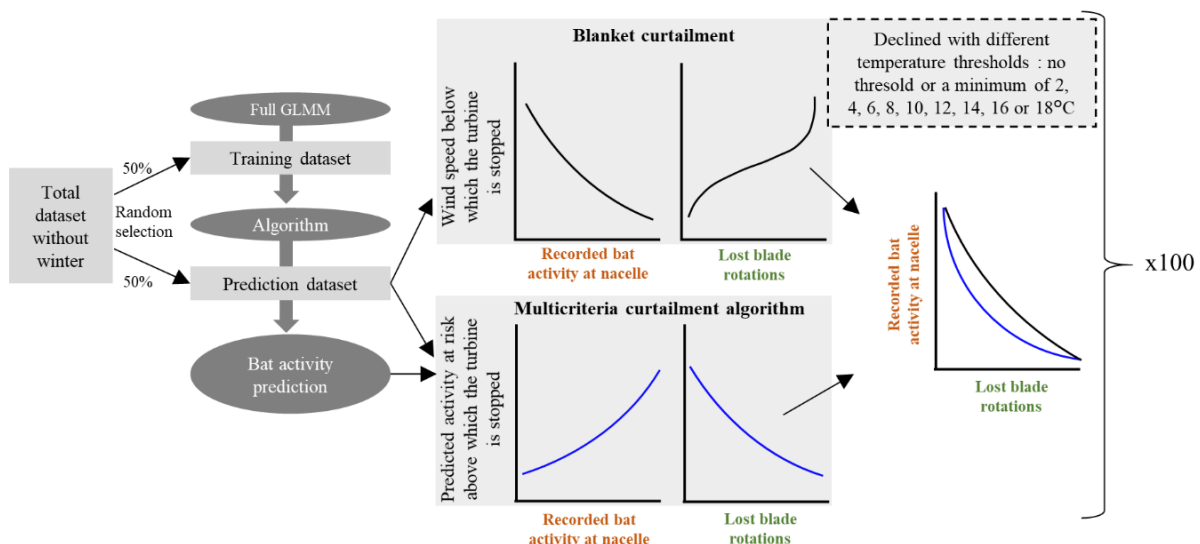 Total
dataset
without
winter
50%
Random
selection
50%
Full GLMM
Training dataset
Algorithm
Prediction dataset
Bat activity
prediction
Blanket curtailment
Wind speed below
which the turbine
is stopped
Recorded bat
activity at nacelle
Lost blade
rotations
Declined with different
temperature thresholds : no
thresold or a minimum of 2,
4, 6, 8, 10, 12, 14, 16 or 18°C
Multicriteria curtailment algorithm
Predicted activity at risk
above which the turbine
is stopped
Recorded bat
activity at nacelle
Lost blade
rotations
Recorded bat
activity at nacelle
Lost blade
rotations
x100